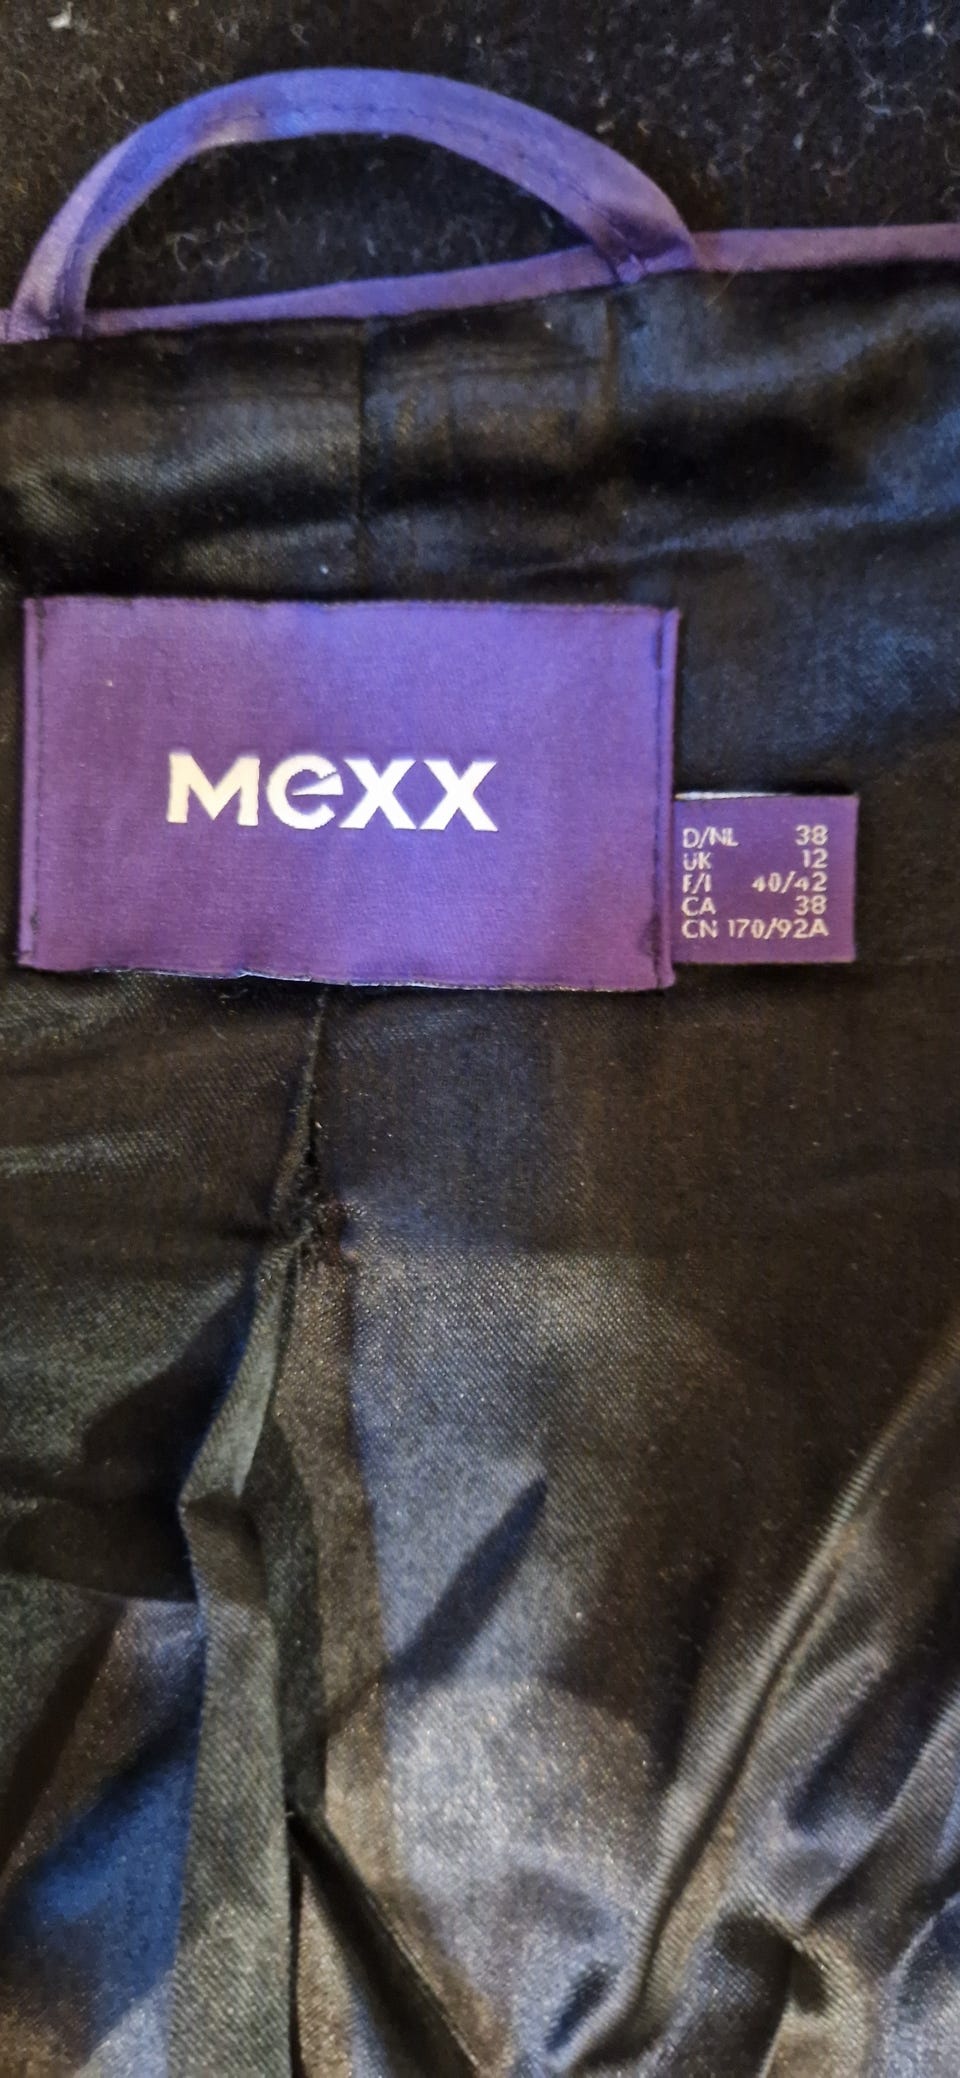 Mexx
D/NL 38
UK 12
F/I 40/42
CA 38
CN 170/92A